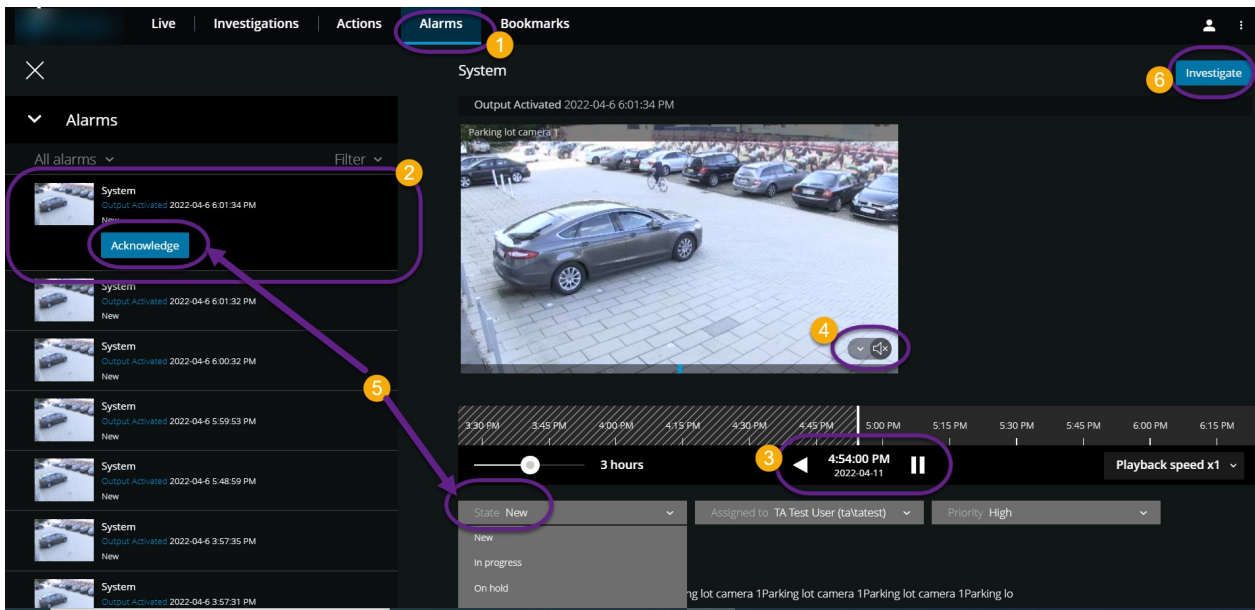 Live Investigations Actions Alarms Bookmarks
1
System
6
Investigate
Output Activated 2022-04-6 6:01:34 PM
Alarms
Parking lot camera 1
All alarms Filter
2
System
Output Activated 2022-04-6 6:01:34 PM
New
Acknowledge
System
Output Activated 2022-04-6 6:01:32 PM
New
4
System
Output Activated 2022-04-6 6:00:32 PM
New
5
System
Output Activated 2022-04-6 5:59:53 PM
New
3:30 PM 3:45 PM 4:00 PM 4:15 PM 4:30 PM 4:45 PM 5:00 PM 5:15 PM 5:30 PM 5:45 PM 6:00 PM 6:15 PM
System
Output Activated 2022-04-6 5:48:59 PM
New
3 hours
3
4:54:00 PM
2022-04-11
Playback speed x1
State New
Assigned to TA Test User (ta\tatest)
Priority High
System
Output Activated 2022-04-6 3:57:35 PM
New
New
In progress
On hold
System
Output Activated 2022-04-6 3:57:31 PM
ng lot camera 1Parking lot camera 1Parking lot camera 1Parking lo